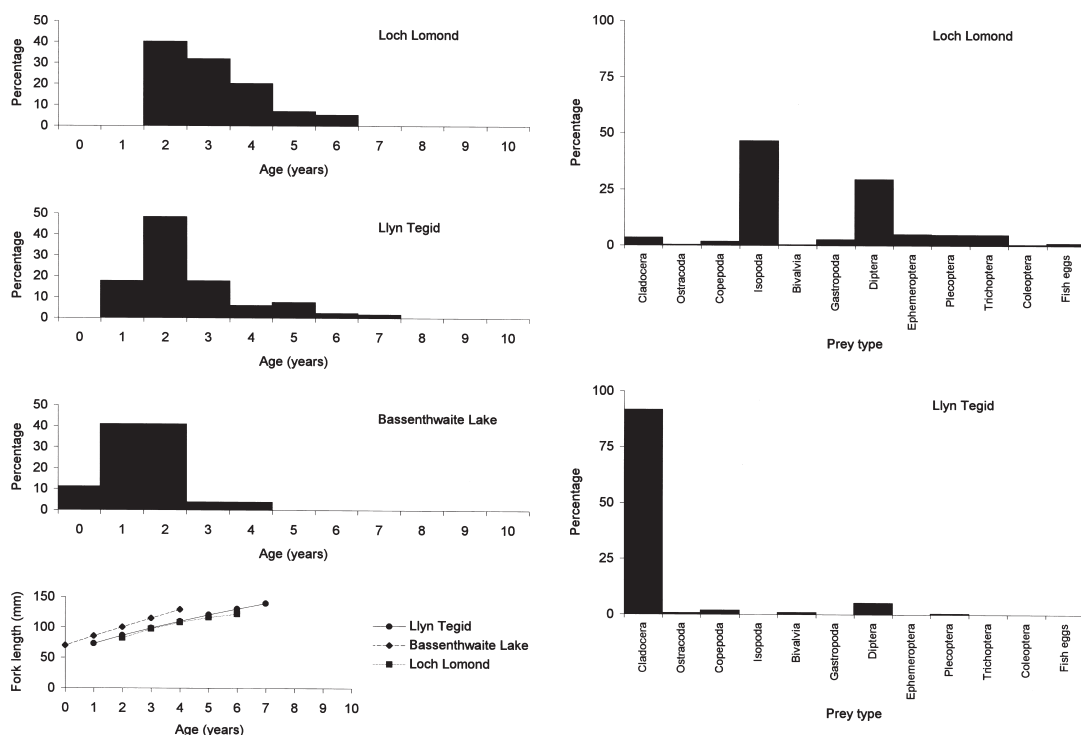 Loch Lomond
Percentage
50
40
30
20
10
0
0 1 2 3 4 5 6 7 8 9 10
Age (years)
Llyn Tegid
Percentage
50
40
30
20
10
0
0 1 2 3 4 5 6 7 8 9 10
Age (years)
Bassenthwaite Lake
Percentage
50
40
30
20
10
0
0 1 2 3 4 5 6 7 8 9 10
Age (years)
Fork length (mm)
150
100
50
0
0 1 2 3 4 5 6 7 8 9 10
Age (years)
Llyn Tegid
Bassenthwaite Lake
Loch Lomond
Loch Lomond
Percentage
100
75
50
25
0
Cladocera
Ostracoda
Copepoda
Isopoda
Bivalvia
Gastropoda
Diptera
Ephemeroptera
Plecoptera
Trichoptera
Coleoptera
Fish eggs
Prey type
Llyn Tegid
Percentage
100
75
50
25
0
Cladocera
Ostracoda
Copepoda
Isopoda
Bivalvia
Gastropoda
Diptera
Ephemeroptera
Plecoptera
Trichoptera
Coleoptera
Fish eggs
Prey type